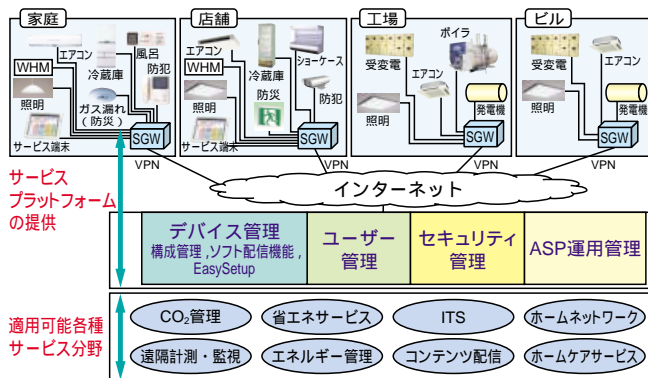 家庭
エアコン
WHM
照明
冷蔵庫
風呂
防犯
ガス漏れ
(防災)
サービス端末
SGW
店舗
エアコン
WHM
照明
冷蔵庫
ショーケース
防災
防犯
サービス端末
SGW
工場
受変電
ボイラ
エアコン
照明
発電機
SGW
ビル
受変電
エアコン
照明
発電機
SGW
VPN
VPN
VPN
VPN
インターネット
サービス
プラットフォーム
の提供
デバイス管理
構成管理,ソフト配信機能,
EasySetup
ユーザー
管理
セキュリティ
管理
ASP運用管理
適用可能各種
サービス分野
CO₂管理
省エネサービス
ITS
ホームネットワーク
遠隔計測・監視
エネルギー管理
コンテンツ配信
ホームケアサービス